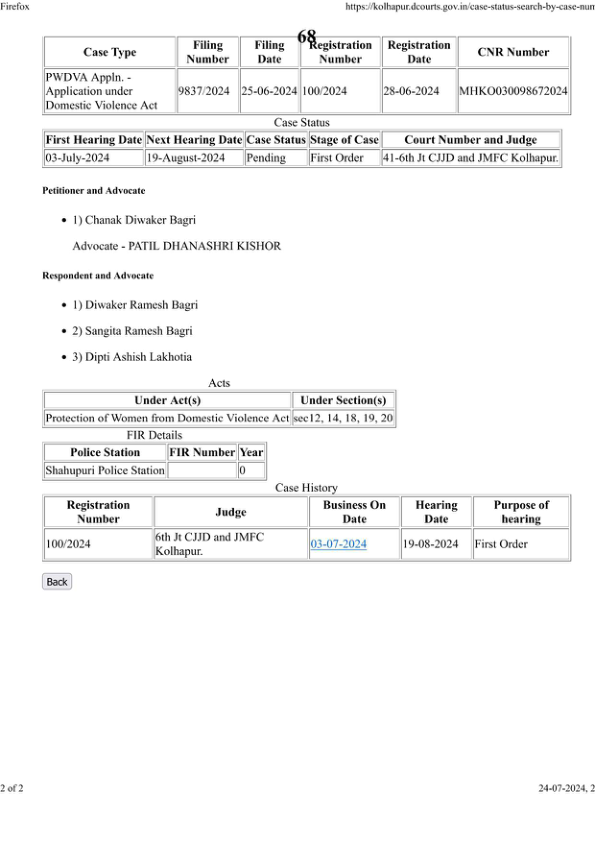 Firefox
https://kolhapur.dcourts.gov.in/case-status-search-by-case-num
68
Case Type Filing Number Filing Date Registration Number Registration Date CNR Number
PWDVA Appln. - Application under Domestic Violence Act 9837/2024 25-06-2024 100/2024 28-06-2024 MHKO030098672024
Case Status
First Hearing Date Next Hearing Date Case Status Stage of Case Court Number and Judge
03-July-2024 19-August-2024 Pending First Order 41-6th Jt CJJD and JMFC Kolhapur.
Petitioner and Advocate
• 1) Chanak Diwaker Bagri
Advocate - PATIL DHANASHRI KISHOR
Respondent and Advocate
• 1) Diwaker Ramesh Bagri
• 2) Sangita Ramesh Bagri
• 3) Dipti Ashish Lakhotia
Acts
Under Act(s) Under Section(s)
Protection of Women from Domestic Violence Act sec12, 14, 18, 19, 20
FIR Details
Police Station FIR Number Year
Shahupuri Police Station 0
Case History
Registration Number Judge Business On Date Hearing Date Purpose of hearing
100/2024 6th Jt CJJD and JMFC Kolhapur. 03-07-2024 19-08-2024 First Order
Back
2 of 2
24-07-2024, 2